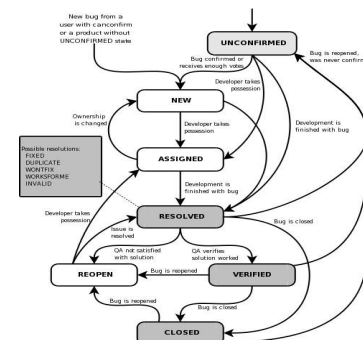 New bug from a
user with canconfirm
or a product without
UNCONFIRMED state
UNCONFIRMED
Bug confirmed or
receives enough votes
Bug is reopened,
was never confirm
Developer takes
possession
NEW
Ownership
is changed
Developer takes
possession
Development is
finished with bug
Possible resolutions:
FIXED
DUPLICATE
WONTFIX
WORKSFORME
INVALID
ASSIGNED
Development is
finished with bug
Developer takes
possession
RESOLVED
Issue is
resolved
Bug is closed
QA not satisfied
with solution
QA verifies
solution worked
REOPEN
Bug is reopened
VERIFIED
Bug is reopened
Bug is closed
CLOSED